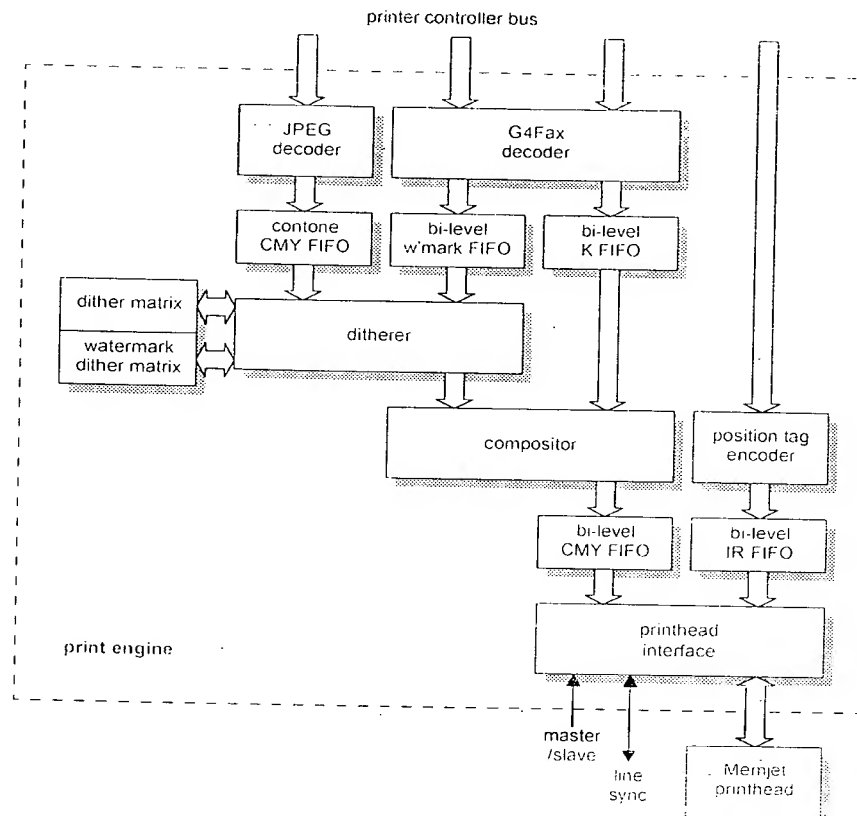 printer controller bus
JPEG
decoder
G4Fax
decoder
contone
CMY FIFO
bi-level
w'mark FIFO
bi-level
K FIFO
dither matrix
watermark
dither matrix
ditherer
compositor
position tag
encoder
bi-level
CMY FIFO
bi-level
IR FIFO
printhead
interface
print engine
master
/slave
line
sync
Memjet
printhead